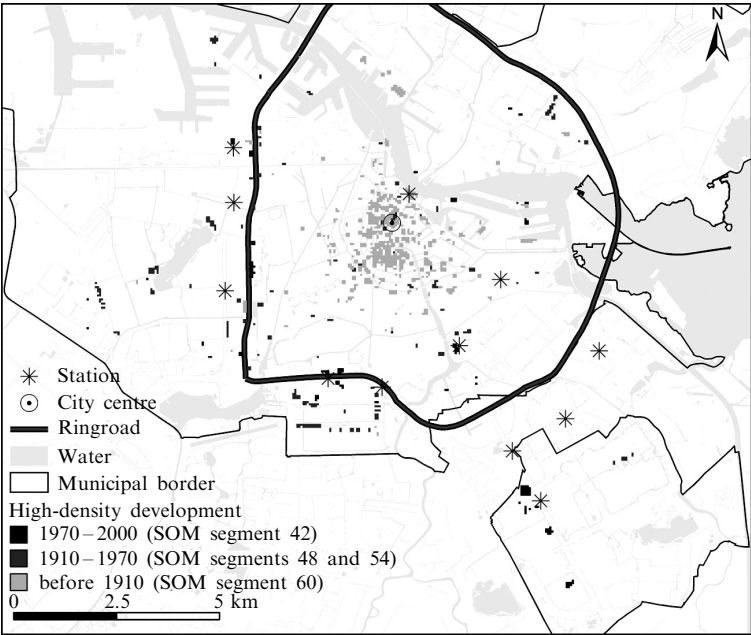 N
Station
City centre
Ringroad
Water
Municipal border
High-density development
1970–2000 (SOM segment 42)
1910–1970 (SOM segments 48 and 54)
before 1910 (SOM segment 60)
0 2.5 5 km